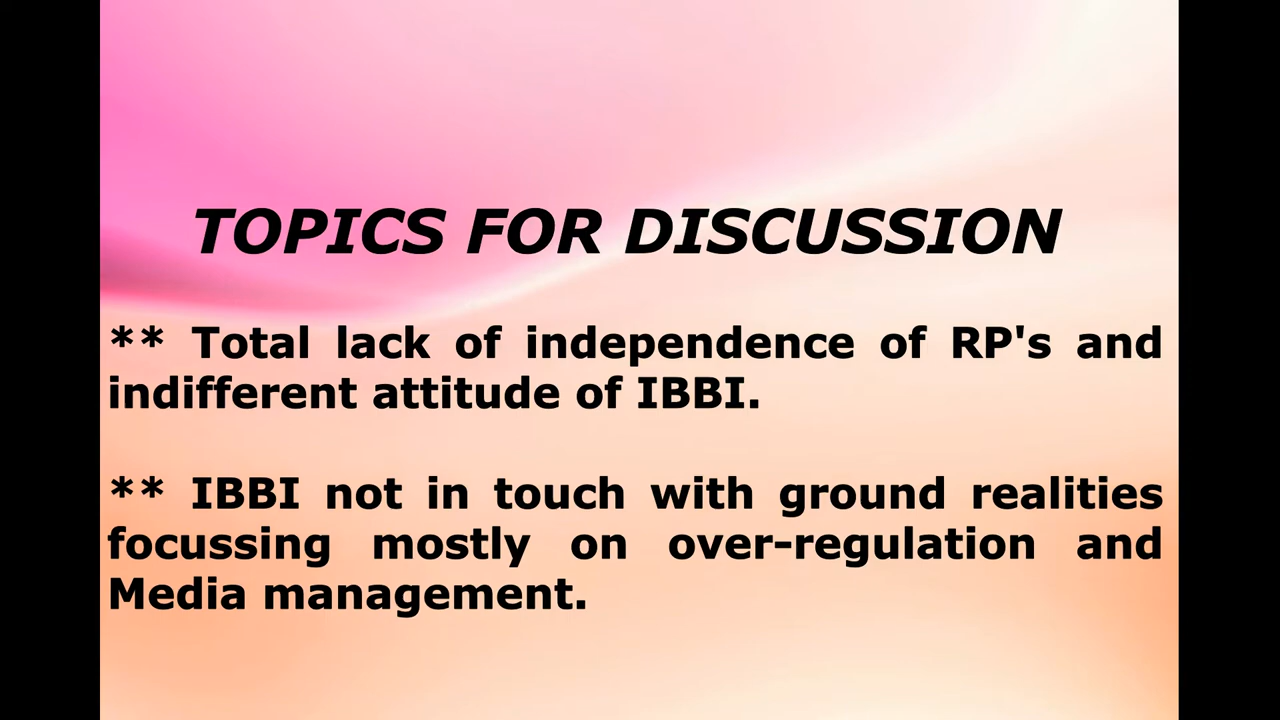 TOPICS FOR DISCUSSION
** Total lack of independence of RP's and
indifferent attitude of IBBI.
** IBBI not in touch with ground realities
focussing mostly on over-regulation and
Media management.